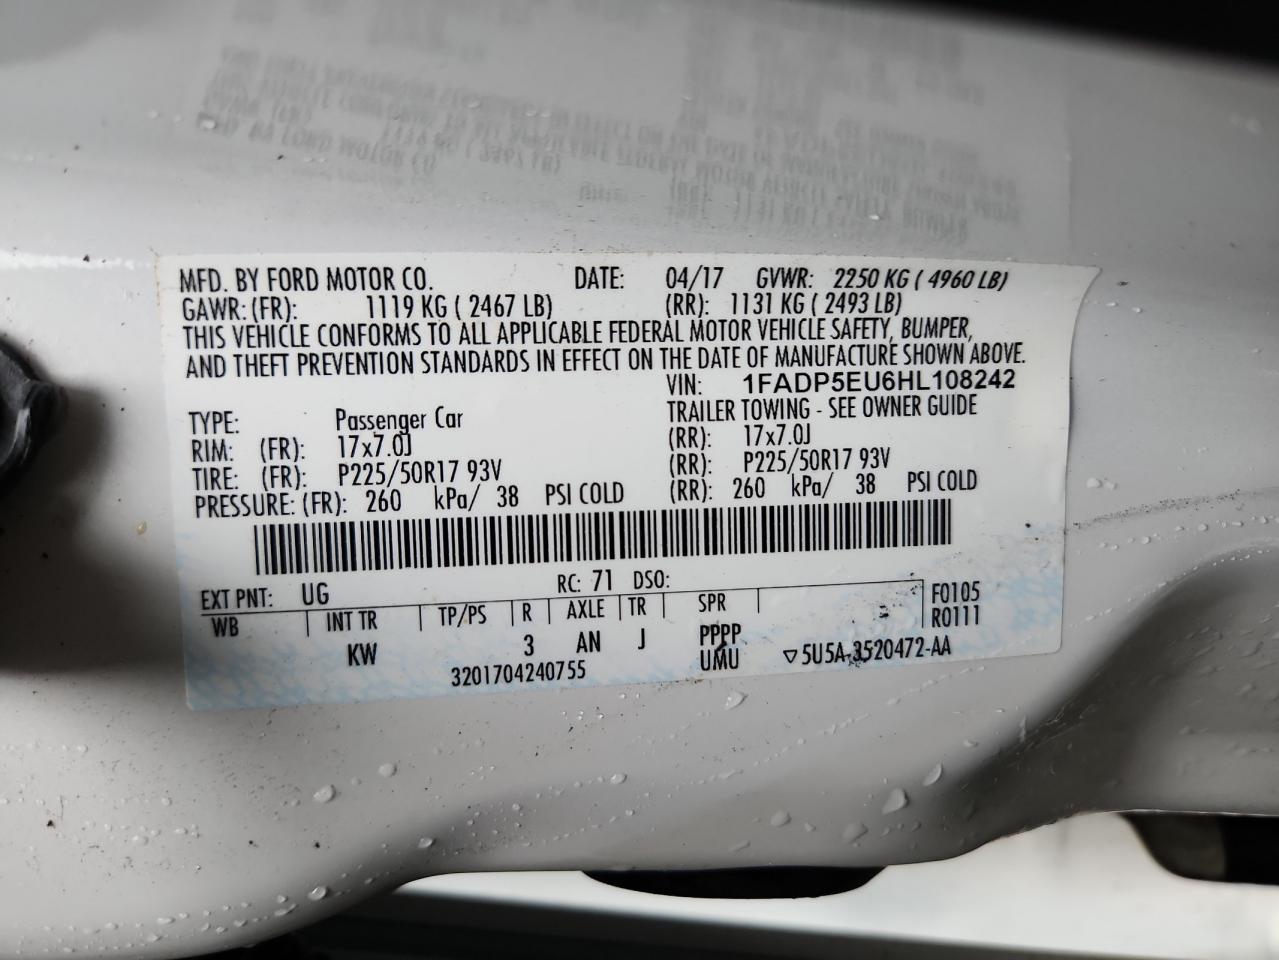 MFD. BY FORD MOTOR CO. DATE: 04/17 GVWR: 2250 KG ( 4960 LB)
GAWR: (FR): 1119 KG ( 2467 LB) (RR): 1131 KG ( 2493 LB)
THIS VEHICLE CONFORMS TO ALL APPLICABLE FEDERAL MOTOR VEHICLE SAFETY, BUMPER,
AND THEFT PREVENTION STANDARDS IN EFFECT ON THE DATE OF MANUFACTURE SHOWN ABOVE.
VIN: 1FADP5EU6HL108242
TYPE: Passenger Car TRAILER TOWING - SEE OWNER GUIDE
RIM: (FR): 17x7.0J (RR): 17x7.0J
TIRE: (FR): P225/50R17 93V (RR): P225/50R17 93V
PRESSURE: (FR): 260 kPa/ 38 PSI COLD (RR): 260 kPa/ 38 PSI COLD
EXT PNT: UG RC: 71 DSO:
WB INT TR TP/PS R AXLE TR SPR F0105
R0111
KW 3 AN J PPPP
UMU
3201704240755 ▽5U5A-3520472-AA